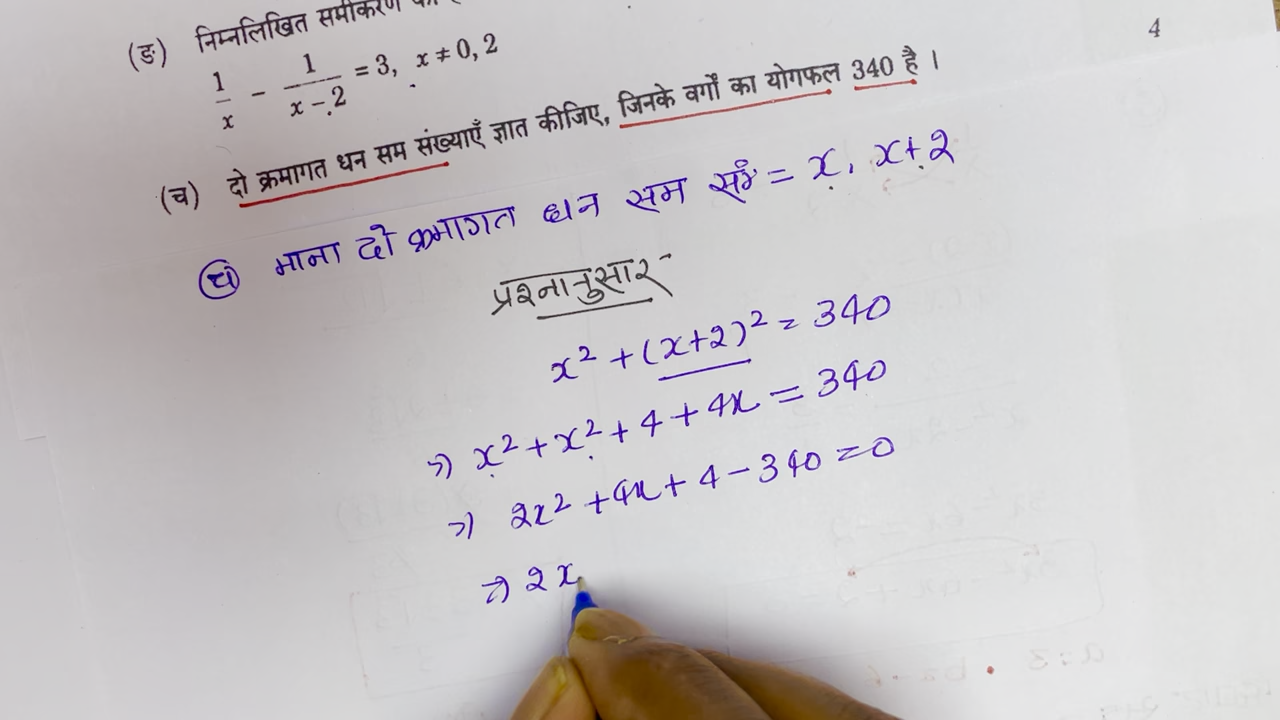 (ङ) निम्नलिखित समीकरण
1/x - 1/(x - 2) = 3, x ≠ 0, 2
4
(च) दो क्रमागत धन सम संख्याएँ ज्ञात कीजिए, जिनके वर्गों का योगफल 340 है ।
माना दो क्रमागत धन सम सं॰ = x, x+2
प्रश्नानुसार
x² + (x+2)² = 340
⇒ x² + x² + 4 + 4x = 340
⇒ 2x² + 4x + 4 - 340 = 0
⇒ 2x